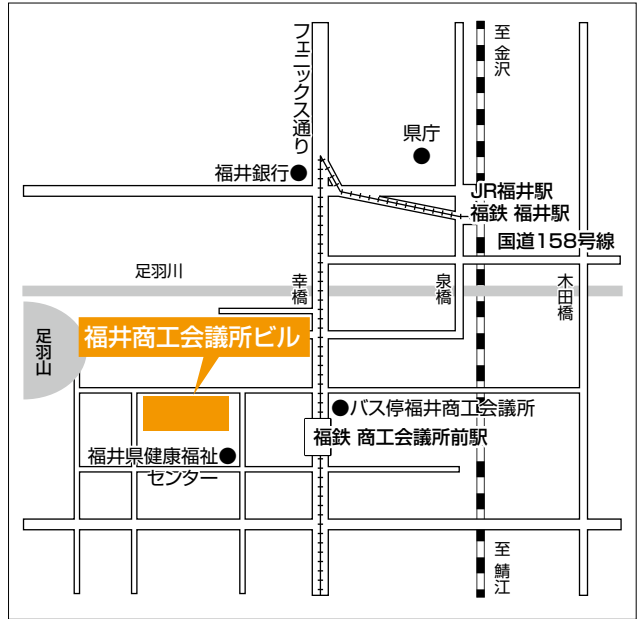 フェニックス通り
至金沢
県庁
福井銀行
JR福井駅
福鉄 福井駅
国道158号線
足羽川
幸橋
泉橋
木田橋
足羽山
福井商工会議所ビル
バス停福井商工会議所
福鉄 商工会議所前駅
福井県健康福祉
センター
至鯖江